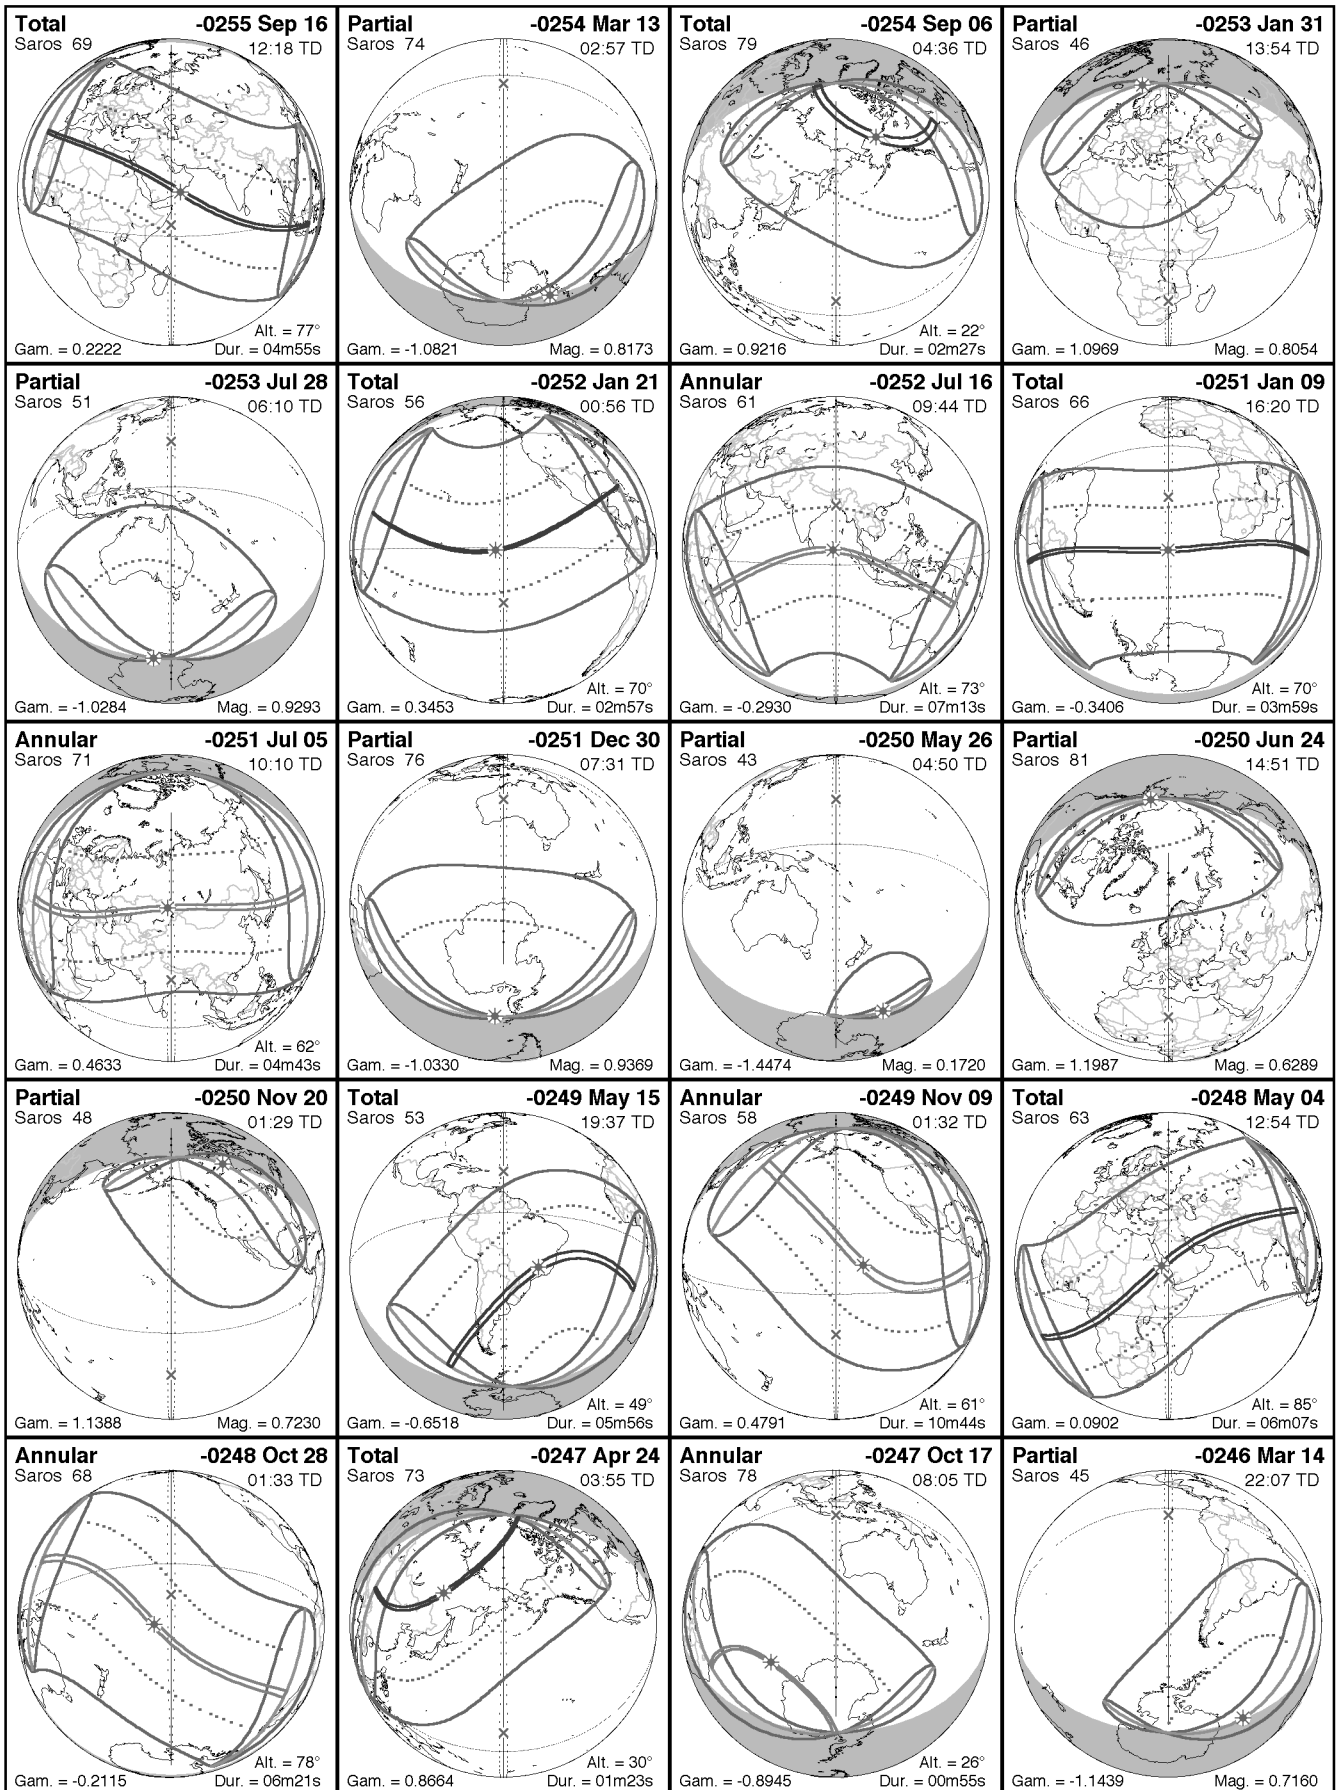 Total -0255 Sep 16
Saros 69 12:18 TD
Alt. = 77°
Gam. = 0.2222 Dur. = 04m55s
Partial -0254 Mar 13
Saros 74 02:57 TD
Gam. = -1.0821 Mag. = 0.8173
Total -0254 Sep 06
Saros 79 04:36 TD
Alt. = 22°
Gam. = 0.9216 Dur. = 02m27s
Partial -0253 Jan 31
Saros 46 13:54 TD
Gam. = 1.0969 Mag. = 0.8054
Partial -0253 Jul 28
Saros 51 06:10 TD
Gam. = -1.0284 Mag. = 0.9293
Total -0252 Jan 21
Saros 56 00:56 TD
Alt. = 70°
Gam. = 0.3453 Dur. = 02m57s
Annular -0252 Jul 16
Saros 61 09:44 TD
Alt. = 73°
Gam. = -0.2930 Dur. = 07m13s
Total -0251 Jan 09
Saros 66 16:20 TD
Alt. = 70°
Gam. = -0.3406 Dur. = 03m59s
Annular -0251 Jul 05
Saros 71 10:10 TD
Alt. = 62°
Gam. = 0.4633 Dur. = 04m43s
Partial -0251 Dec 30
Saros 76 07:31 TD
Gam. = -1.0330 Mag. = 0.9369
Partial -0250 May 26
Saros 43 04:50 TD
Gam. = -1.4474 Mag. = 0.1720
Partial -0250 Jun 24
Saros 81 14:51 TD
Gam. = 1.1987 Mag. = 0.6289
Partial -0250 Nov 20
Saros 48 01:29 TD
Gam. = 1.1388 Mag. = 0.7230
Total -0249 May 15
Saros 53 19:37 TD
Alt. = 49°
Gam. = -0.6518 Dur. = 05m56s
Annular -0249 Nov 09
Saros 58 01:32 TD
Alt. = 61°
Gam. = 0.4791 Dur. = 10m44s
Total -0248 May 04
Saros 63 12:54 TD
Alt. = 85°
Gam. = 0.0902 Dur. = 06m07s
Annular -0248 Oct 28
Saros 68 01:33 TD
Alt. = 78°
Gam. = -0.2115 Dur. = 06m21s
Total -0247 Apr 24
Saros 73 03:55 TD
Alt. = 30°
Gam. = 0.8664 Dur. = 01m23s
Annular -0247 Oct 17
Saros 78 08:05 TD
Alt. = 26°
Gam. = -0.8945 Dur. = 00m55s
Partial -0246 Mar 14
Saros 45 22:07 TD
Gam. = -1.1439 Mag. = 0.7160